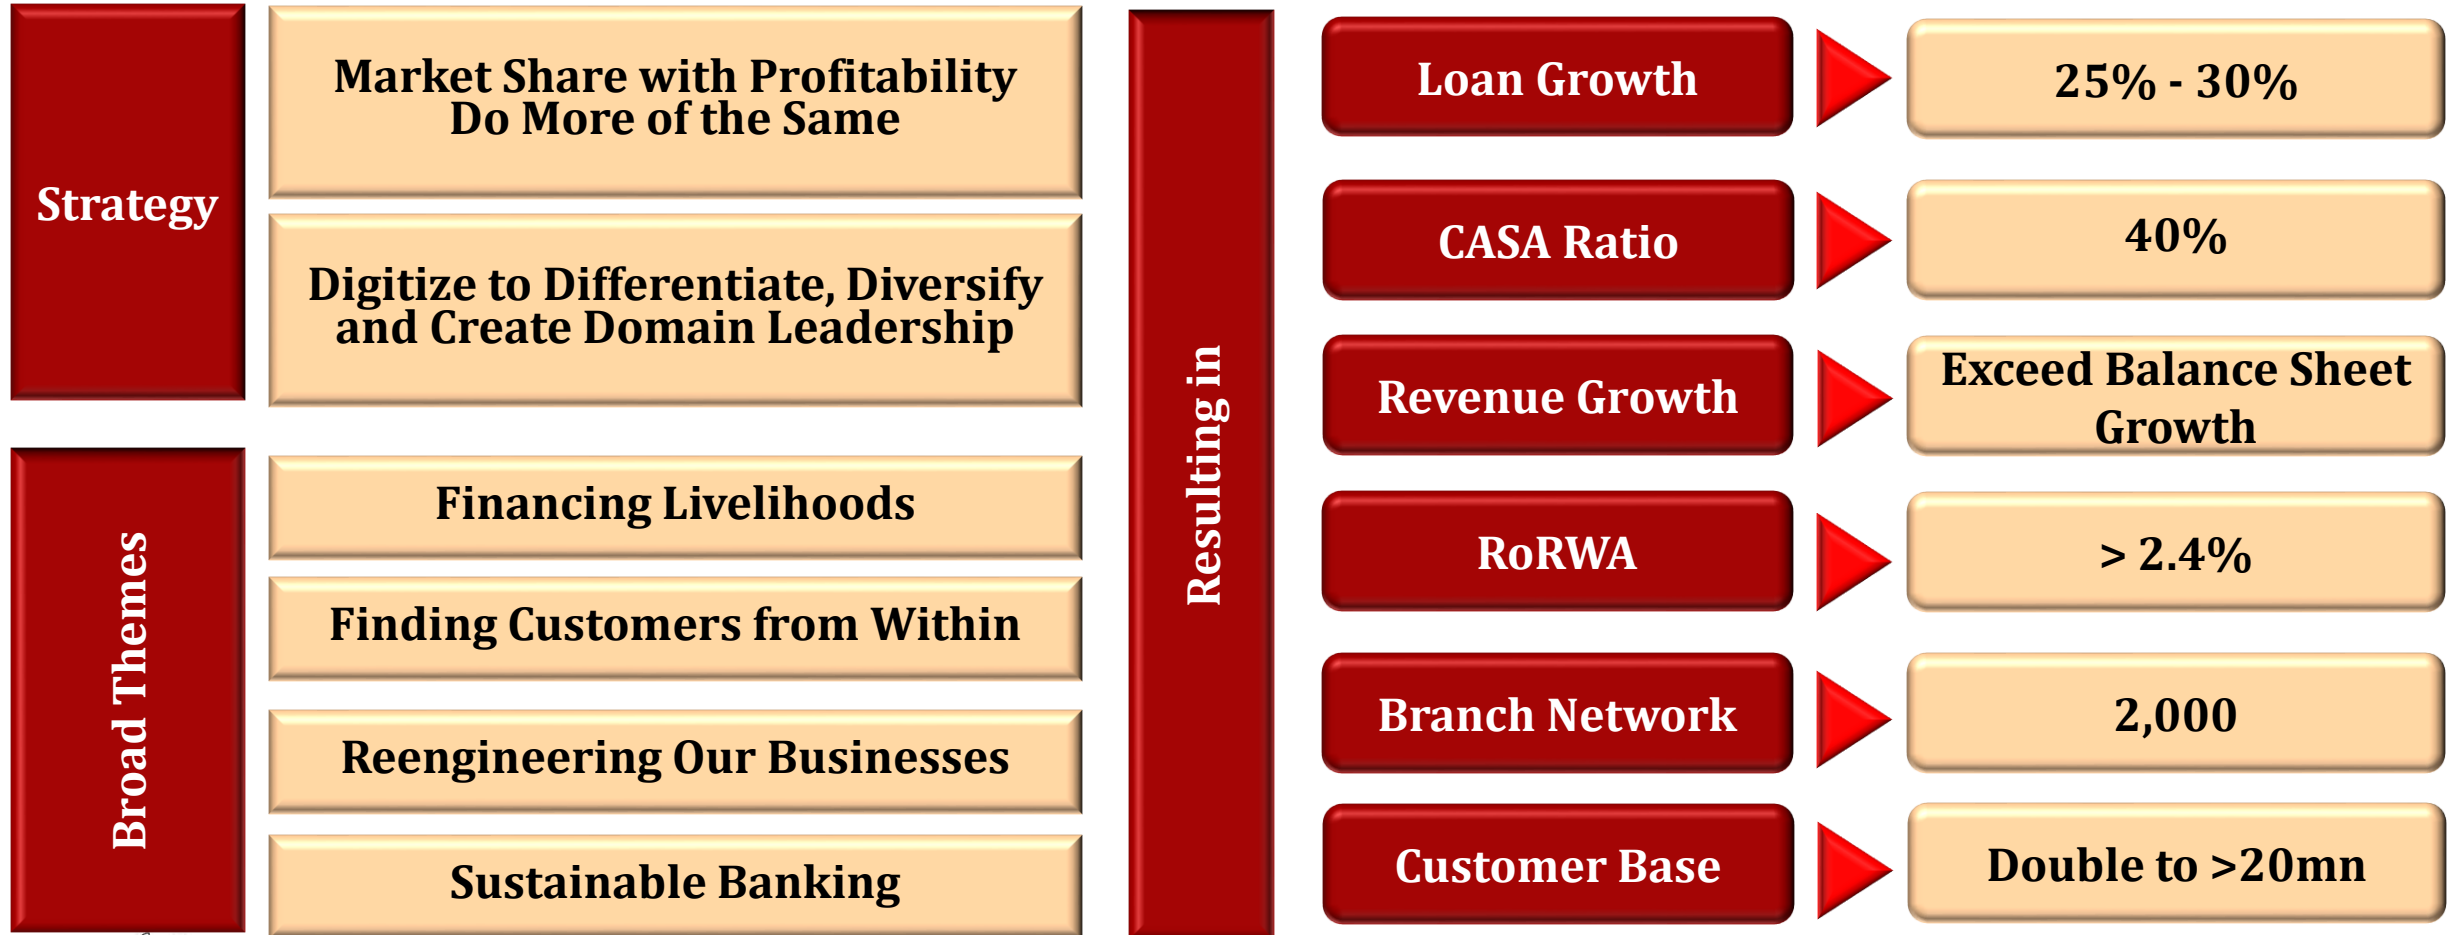 Strategy
Market Share with Profitability
Do More of the Same
Digitize to Differentiate, Diversify
and Create Domain Leadership
Broad Themes
Financing Livelihoods
Finding Customers from Within
Reengineering Our Businesses
Sustainable Banking
Resulting in
Loan Growth
25% - 30%
CASA Ratio
40%
Revenue Growth
Exceed Balance Sheet
Growth
RoRWA
> 2.4%
Branch Network
2,000
Customer Base
Double to >20mn